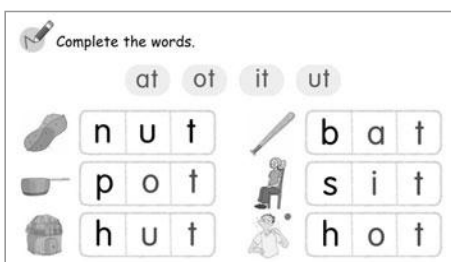 Complete the words.
at ot it ut
n u t b a t
p o t s i t
h u t h o t